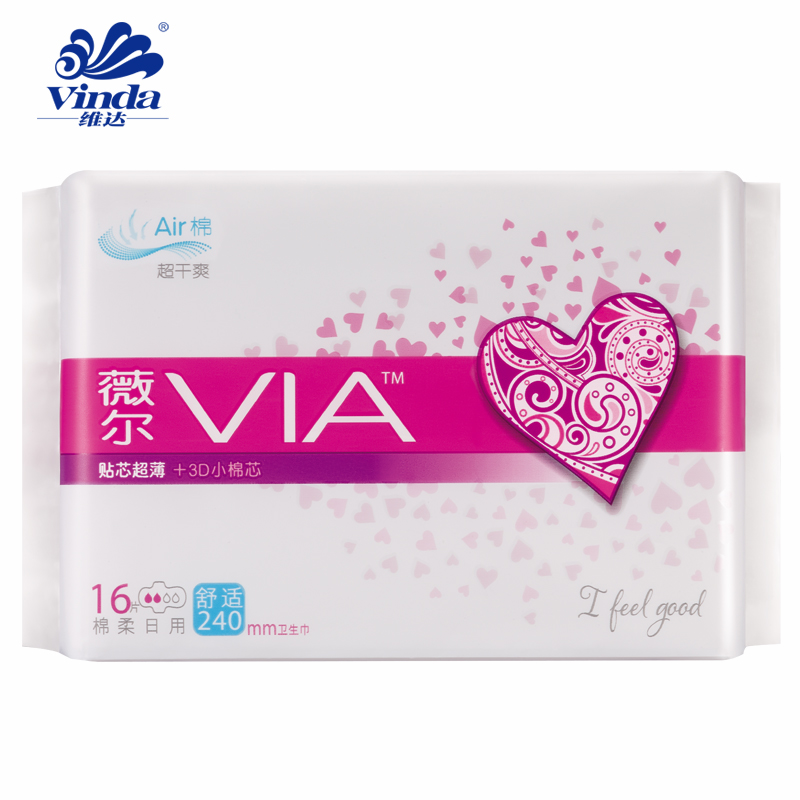 Vinda®
维达
Air棉
超干爽
薇尔 VIA™
贴芯超薄 +3D小棉芯
16片
舒适
棉柔日用 240mm卫生巾
I feel good